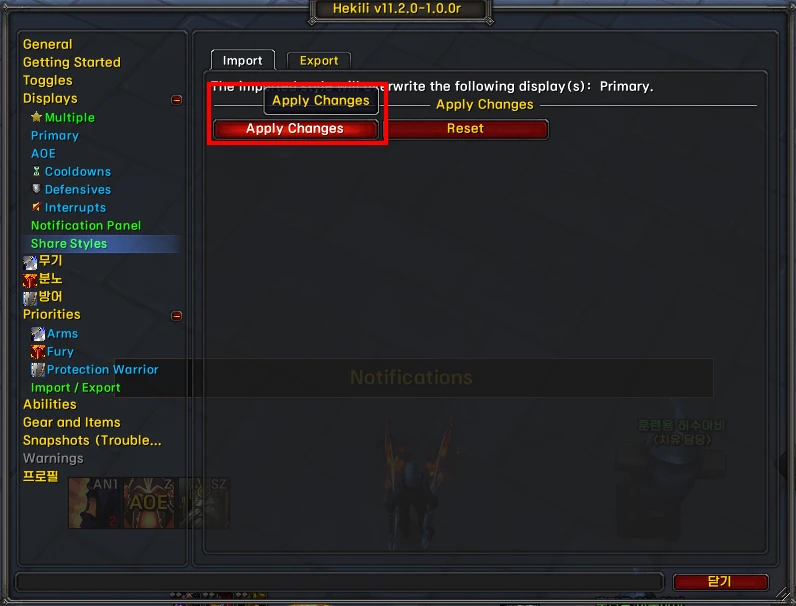 Hekili v11.2.0-1.0.0r
General
Getting Started
Toggles
Displays
Multiple
Primary
AOE
Cooldowns
Defensives
Interrupts
Notification Panel
Share Styles
무기
분노
방어
Priorities
Arms
Fury
Protection Warrior
Import / Export
Abilities
Gear and Items
Snapshots (Trouble...
Warnings
프로필
Import
Export
The imported style will overwrite the following display(s): Primary.
Apply Changes
Apply Changes
Apply Changes
Reset
Notifications
훈련용 허수아비
<치유 담당>
AN1
Z
SZ
2
AOE
닫기